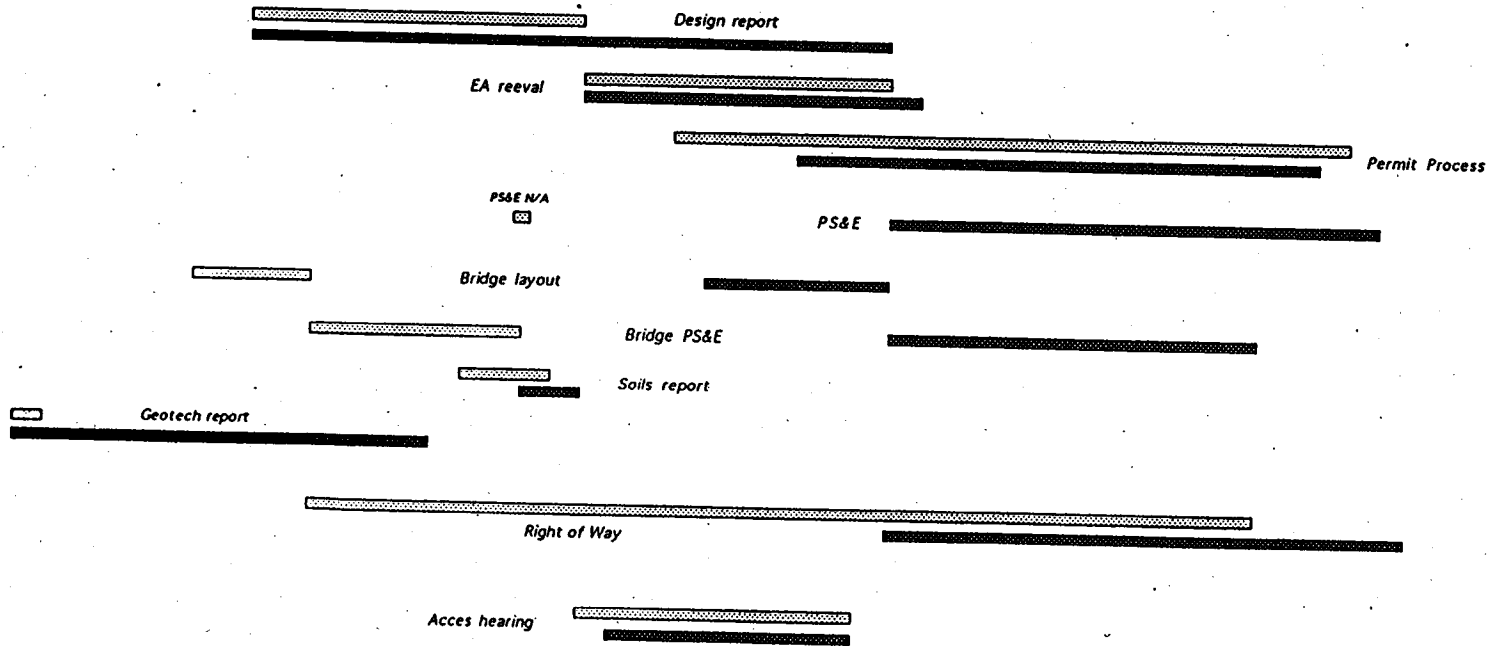 Design report
EA reeval
Permit Process
PS&E N/A
PS&E
Bridge layout
Bridge PS&E
Soils report
Geotech report
Right of Way
Acces hearing